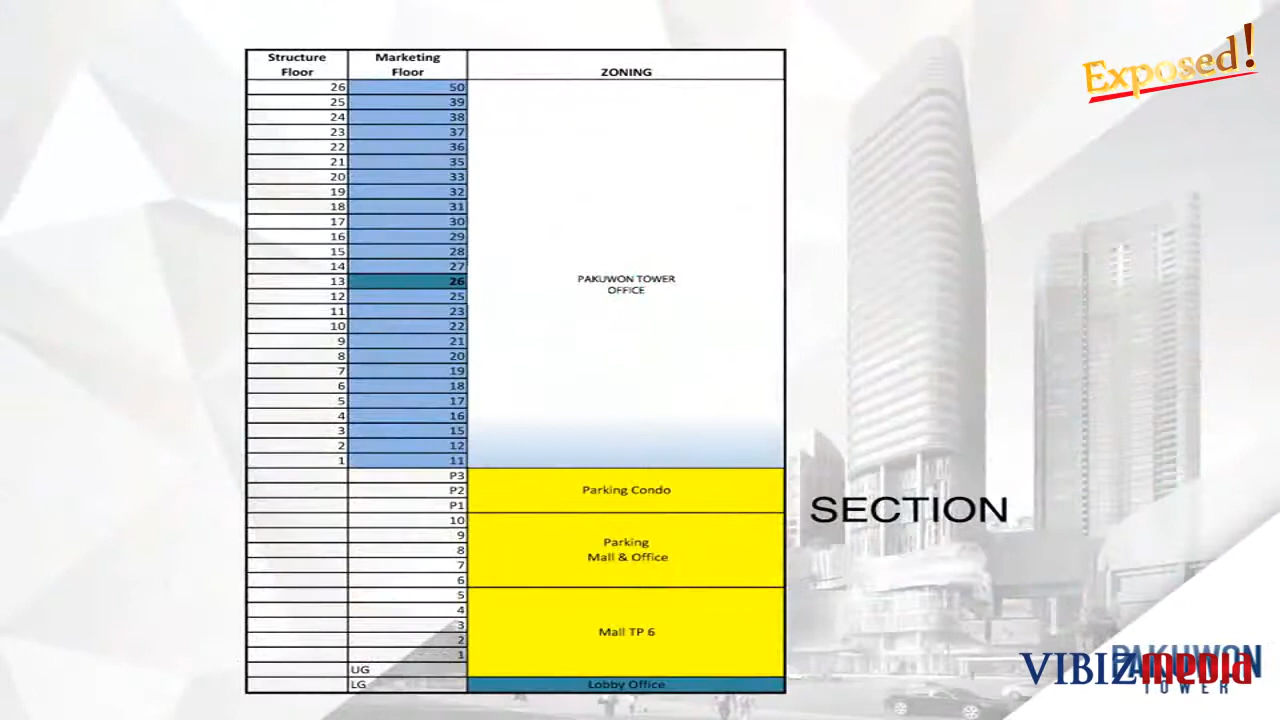 Exposed!
Structure Floor Marketing Floor ZONING
26 50
25 39
24 38
23 37
22 36
21 35
20 33
19 32
18 31
17 30
16 29
15 28
14 27
13 26
12 25
11 23
10 22
9 21
8 20
7 19
6 18
5 17
4 16
3 15
2 12
1 11
PAKUWON TOWER
OFFICE
P3
P2
P1
Parking Condo
10
9
8
7
6
Parking
Mall & Office
5
4
3
2
1
UG
Mall TP 6
LG Lobby Office
SECTION
VIBIZmedia
PAKUWON
TOWER